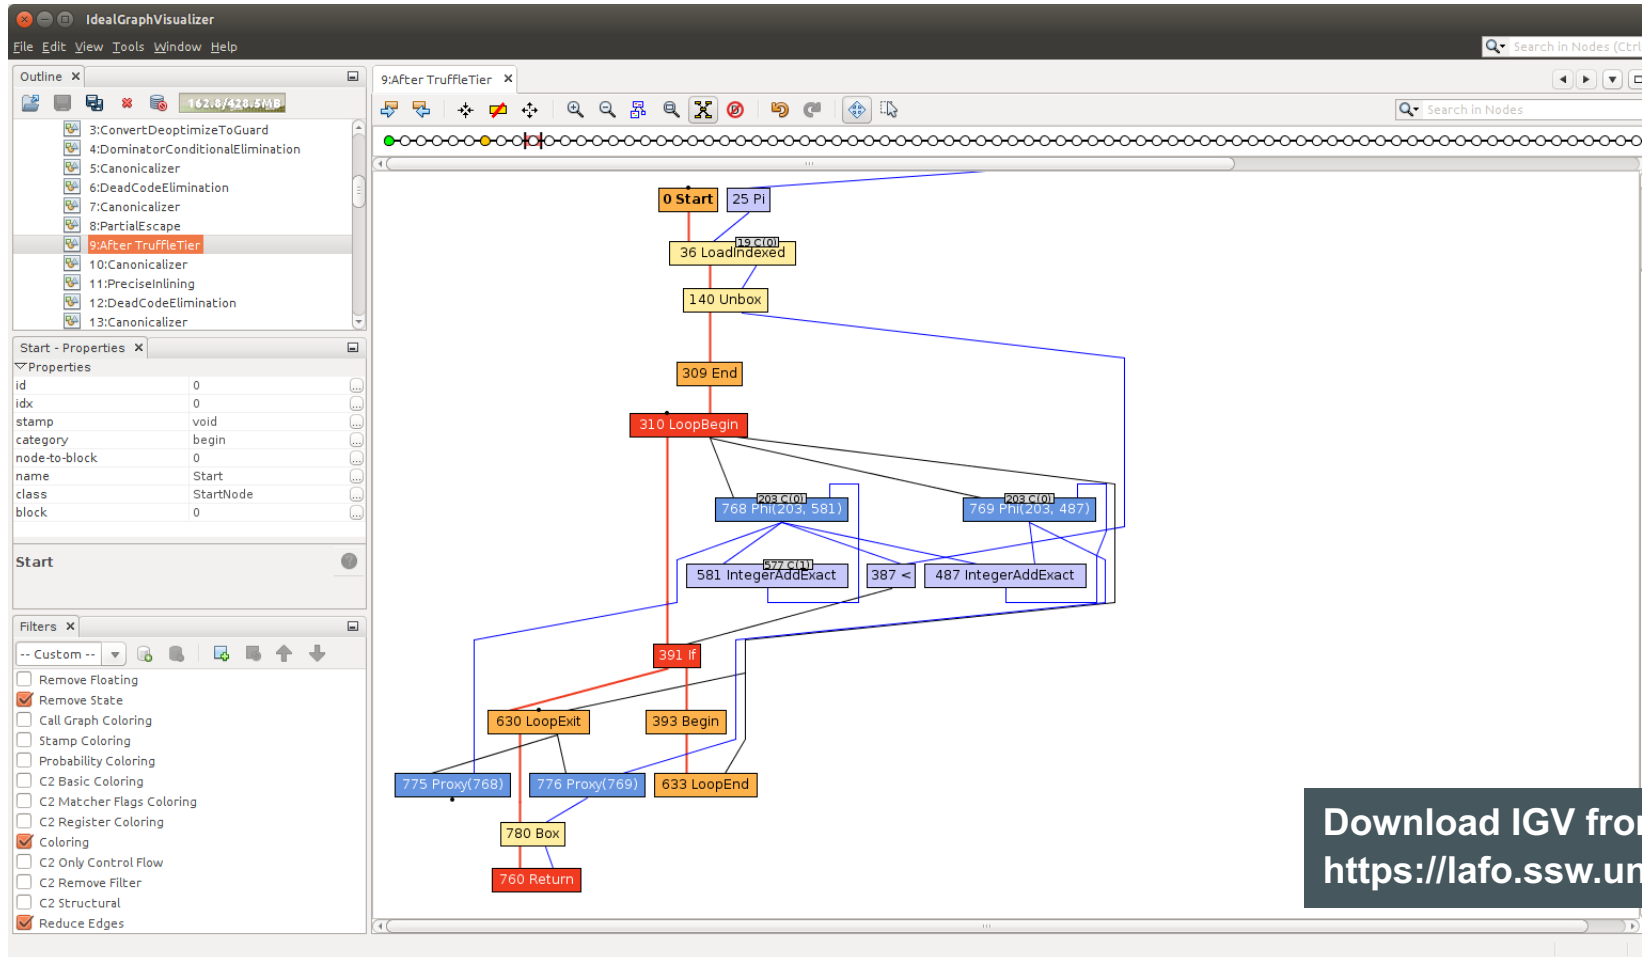 IdealGraphVisualizer
File Edit View Tools Window Help
Search in Nodes (Ctrl
Outline
162.8/428.5MB
3:ConvertDeoptimizeToGuard
4:DominatorConditionalElimination
5:Canonicalizer
6:DeadCodeElimination
7:Canonicalizer
8:PartialEscape
9:After TruffleTier
10:Canonicalizer
11:PreciseInlining
12:DeadCodeElimination
13:Canonicalizer
Start - Properties
Properties
id 0
idx 0
stamp void
category begin
node-to-block 0
name Start
class StartNode
block 0
Start
Filters
-- Custom --
Remove Floating
Remove State
Call Graph Coloring
Stamp Coloring
Probability Coloring
C2 Basic Coloring
C2 Matcher Flags Coloring
C2 Register Coloring
Coloring
C2 Only Control Flow
C2 Remove Filter
C2 Structural
Reduce Edges
9:After TruffleTier
Search in Nodes
0 Start
25 Pi
19 C(0)
36 LoadIndexed
140 Unbox
309 End
310 LoopBegin
203 C(0)
768 Phi(203, 581)
203 C(0)
769 Phi(203, 487)
577 C(1)
581 IntegerAddExact
387 <
487 IntegerAddExact
391 If
630 LoopExit
393 Begin
775 Proxy(768)
776 Proxy(769)
633 LoopEnd
780 Box
760 Return
Download IGV fro
https://lafo.ssw.un